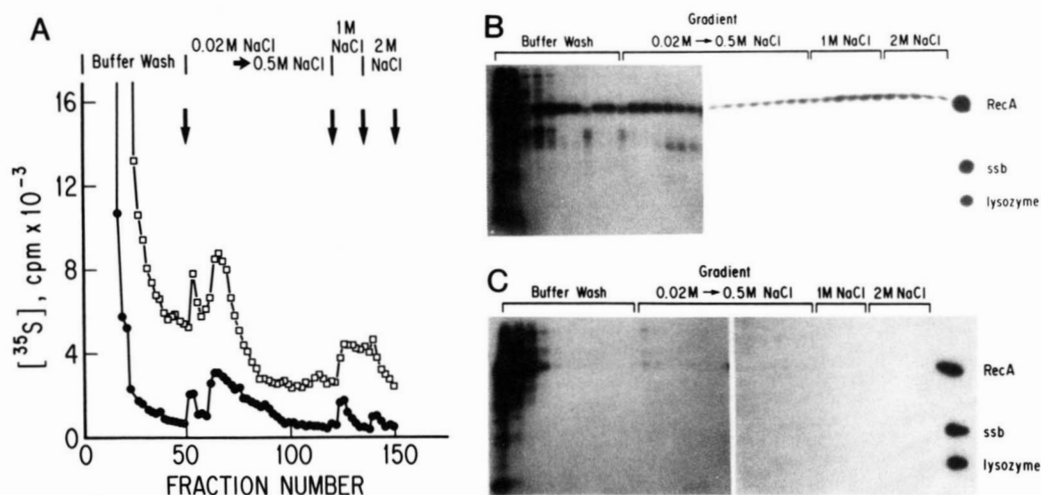 A
Buffer Wash
0.02M NaCl
→ 0.5M NaCl
1M
NaCl
2M
NaCl
[³⁵S], cpm x 10⁻³
16
12
8
4
0
0
50
100
150
FRACTION NUMBER
B
Gradient
Buffer Wash
0.02M → 0.5M NaCl
1M NaCl
2M NaCl
RecA
ssb
lysozyme
C
Gradient
Buffer Wash
0.02M → 0.5M NaCl
1M NaCl
2M NaCl
RecA
ssb
lysozyme